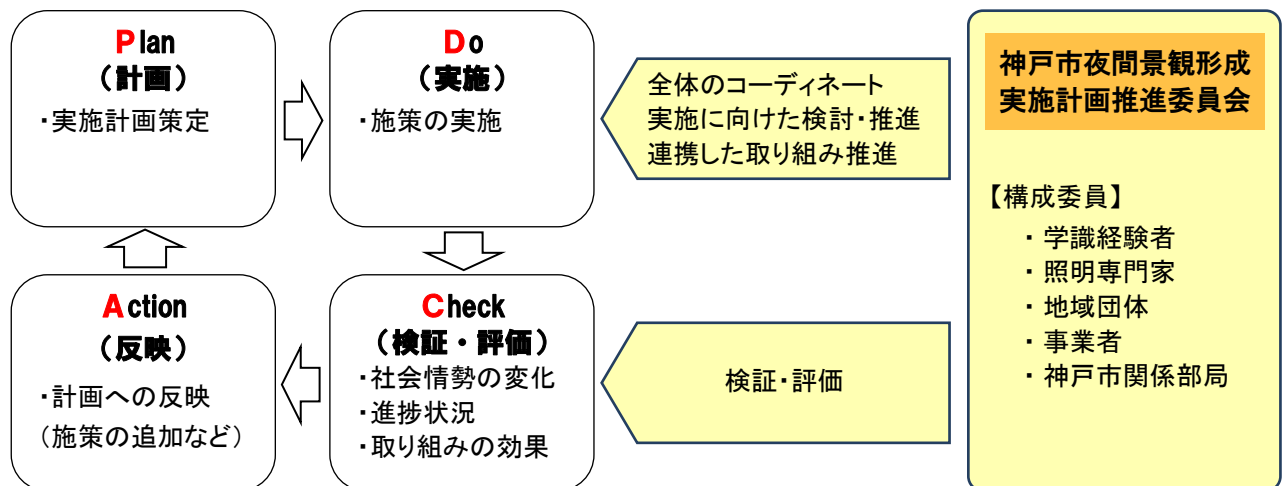 Plan
（計画）
・実施計画策定
Do
（実施）
・施策の実施
全体のコーディネート
実施に向けた検討・推進
連携した取り組み推進
神戸市夜間景観形成
実施計画推進委員会
【構成委員】
・ 学識経験者
・ 照明専門家
・ 地域団体
・ 事業者
・ 神戸市関係部局
Action
（反映）
・計画への反映
（施策の追加など）
Check
（検証・評価）
・社会情勢の変化
・進捗状況
・取り組みの効果
検証・評価